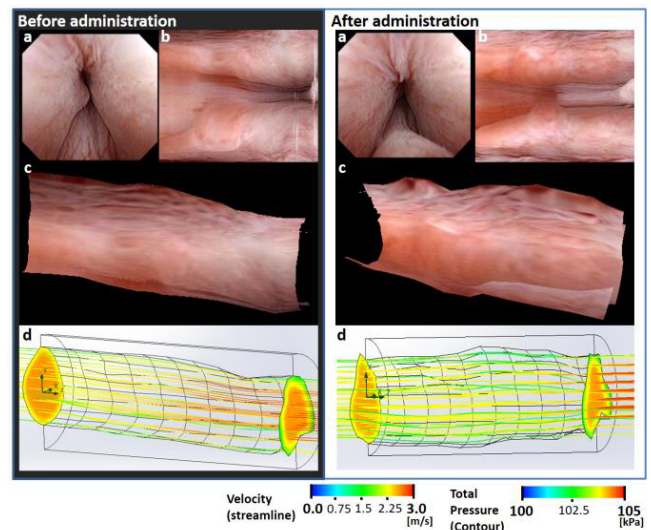 Before administration
a
b
c
d
After administration
a
b
c
d
Velocity
(streamline)
0.0 0.75 1.5 2.25 3.0
[m/s]
Total
Pressure
(Contour)
100 102.5 105
[kPa]